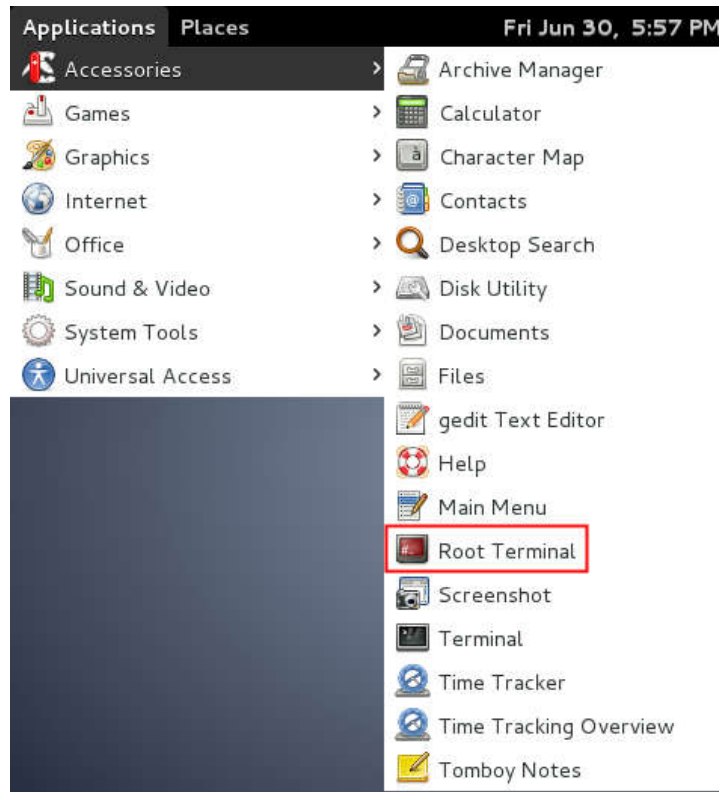 Applications Places Fri Jun 30, 5:57 PM
Accessories
Games
Graphics
Internet
Office
Sound & Video
System Tools
Universal Access
Archive Manager
Calculator
Character Map
Contacts
Desktop Search
Disk Utility
Documents
Files
gedit Text Editor
Help
Main Menu
Root Terminal
Screenshot
Terminal
Time Tracker
Time Tracking Overview
Tomboy Notes